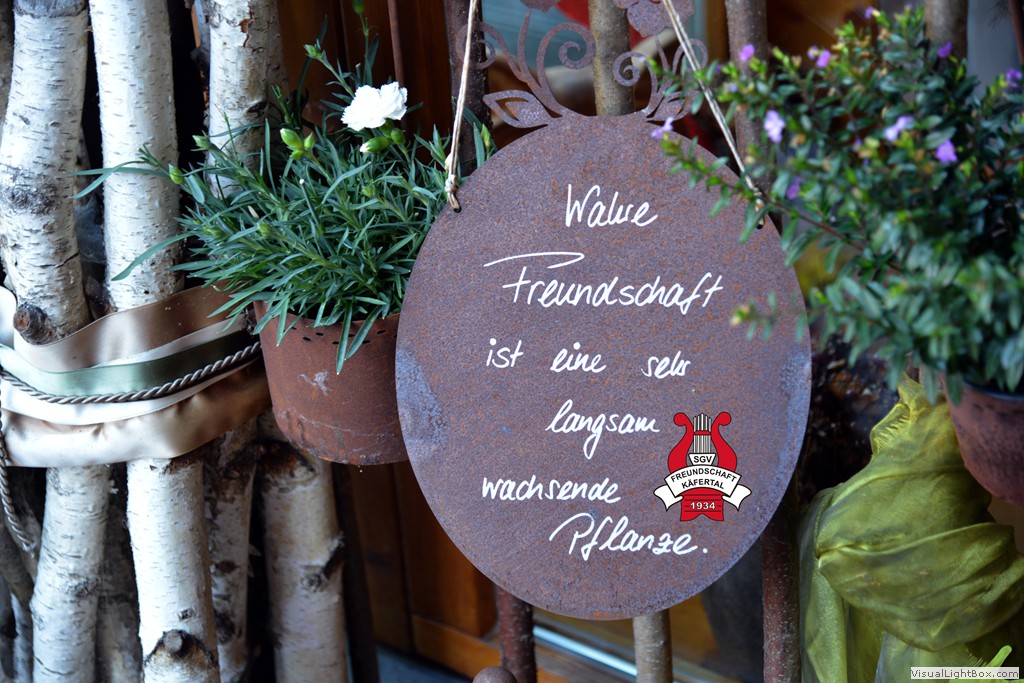 Wahre
Freundschaft
ist eine sehr
langsam
wachsende
Pflanze.
SGV
FREUNDSCHAFT
KÄFERTAL
1934
VisualLightBox.com